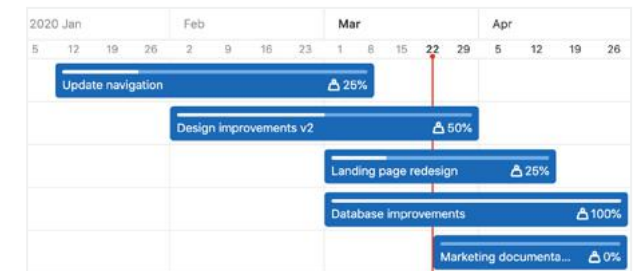 2020 Jan Feb Mar Apr
5 12 19 26 2 9 16 23 1 8 15 22 29 5 12 19 26
Update navigation 25%
Design improvements v2 50%
Landing page redesign 25%
Database improvements 100%
Marketing documenta... 0%